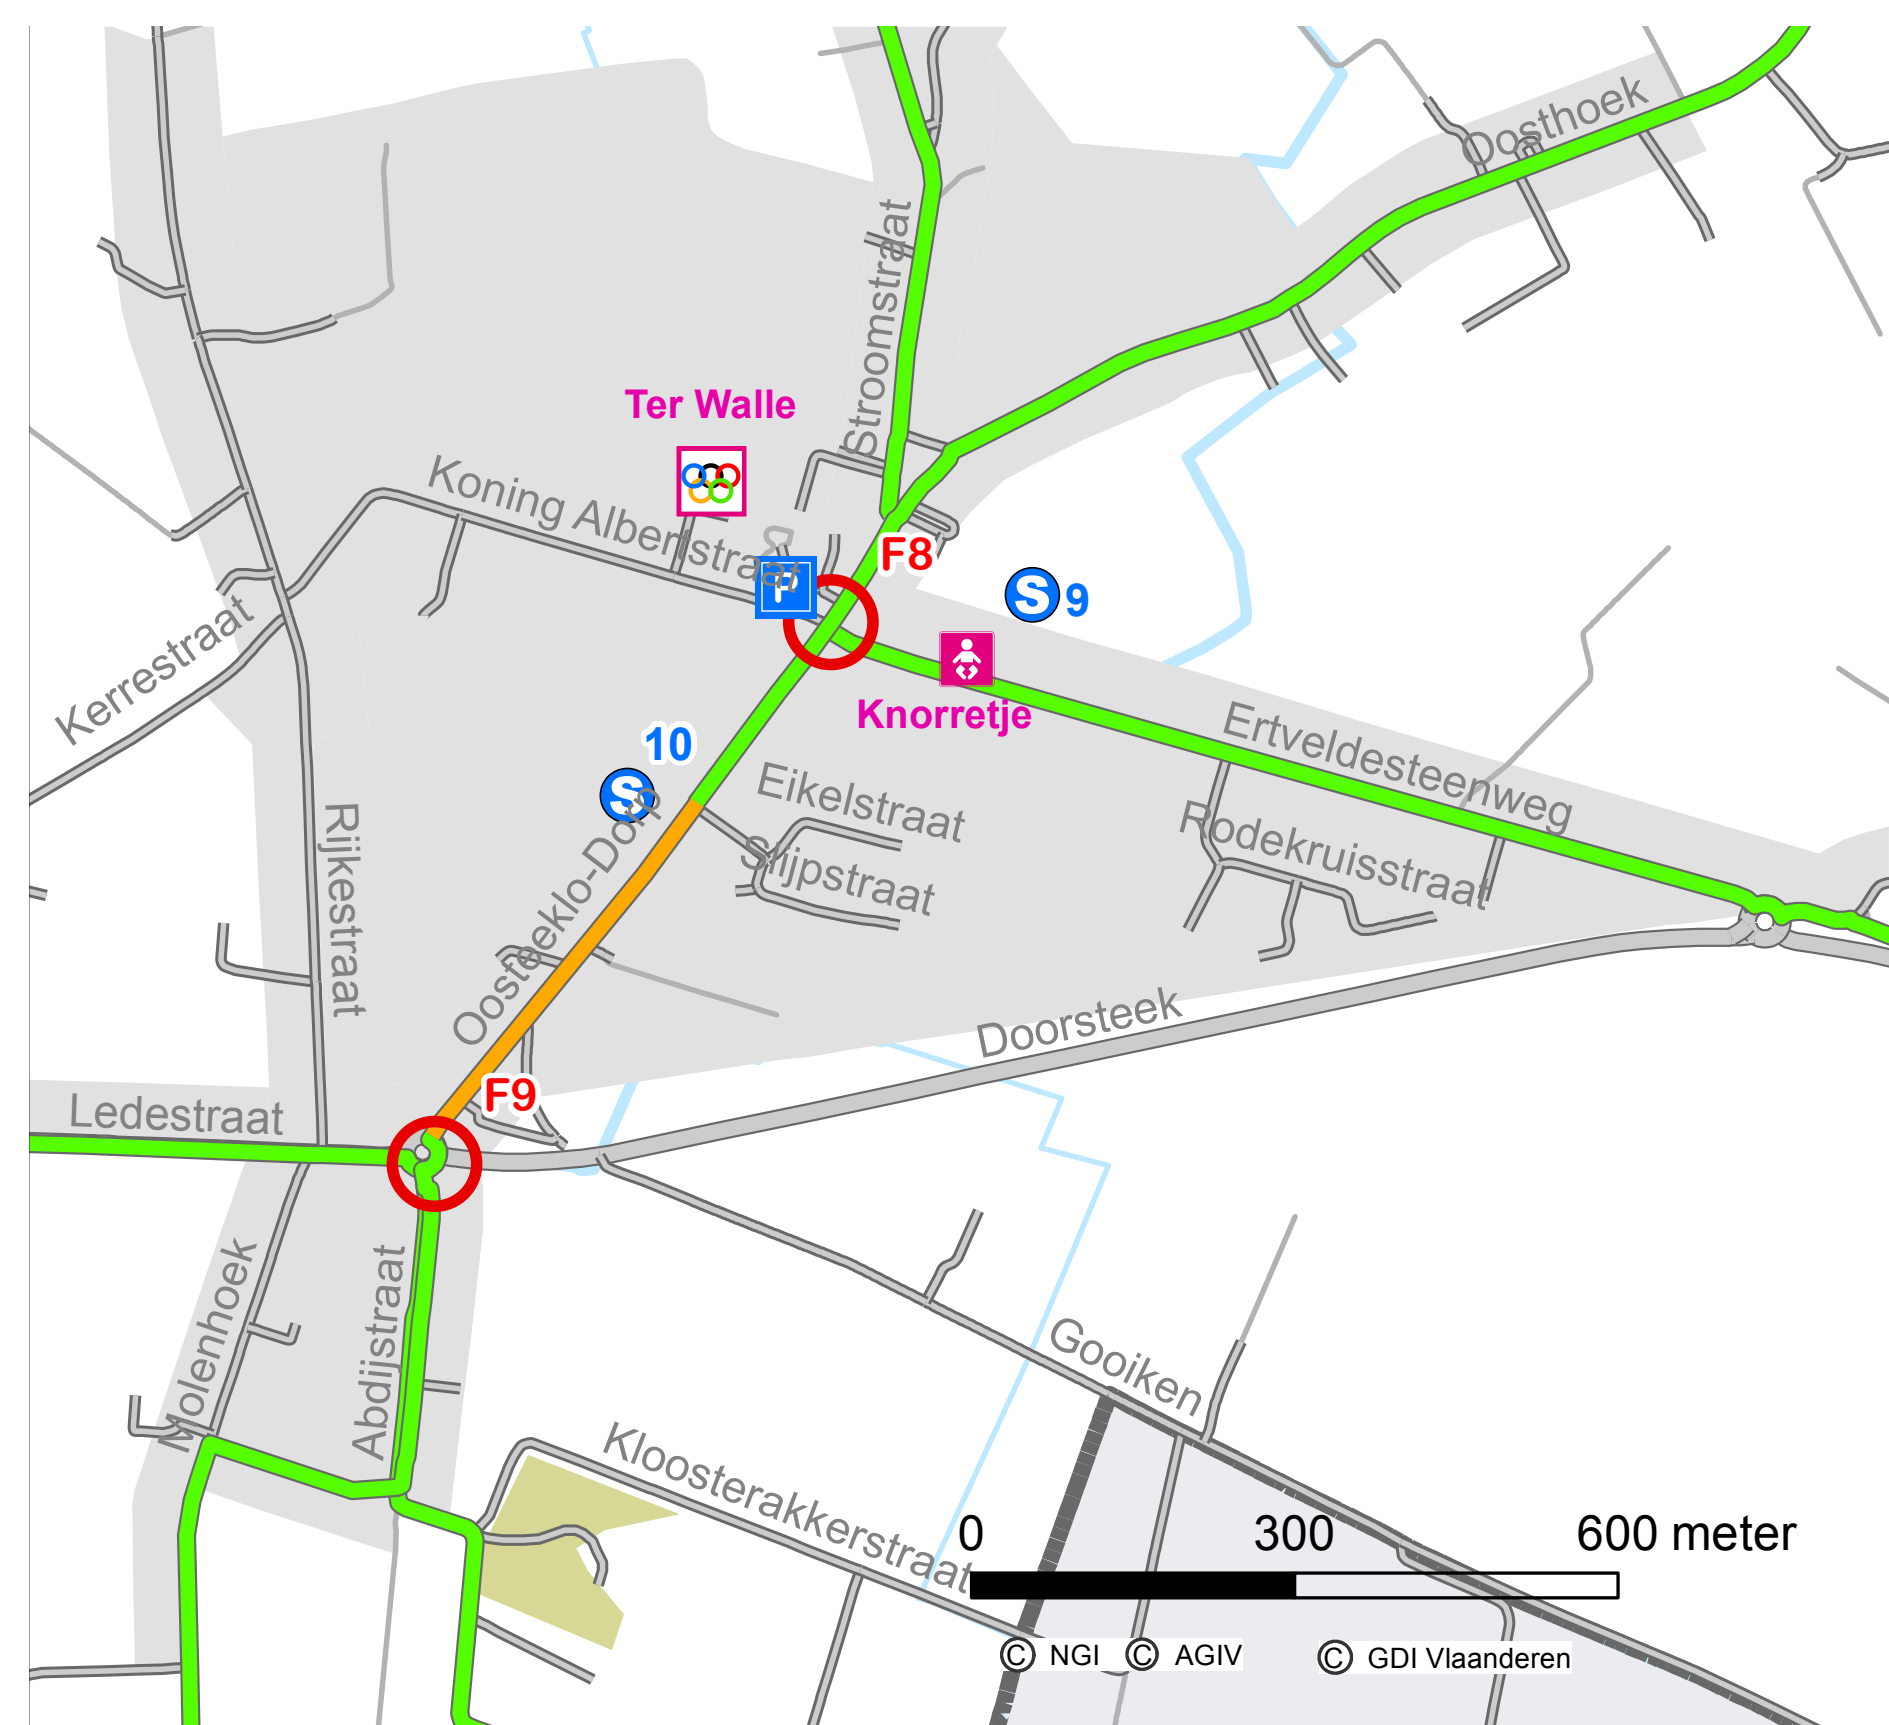 Oosthoek
Stroomstraat
Ter Walle
Koning Albertstraat
P
F8
S 9
Kerrestraat
Knorretje
Ertveldesteenweg
10
S
Eikelstraat
Slijpstraat
Rodekruisstraat
Rijkestraat
Oosteeklo-Dorp
Doorsteek
F9
Ledestraat
Molenhoek
Abdijstraat
Gooiken
Kloosterakkerstraat
0 300 600 meter
© NGI © AGIV © GDI Vlaanderen